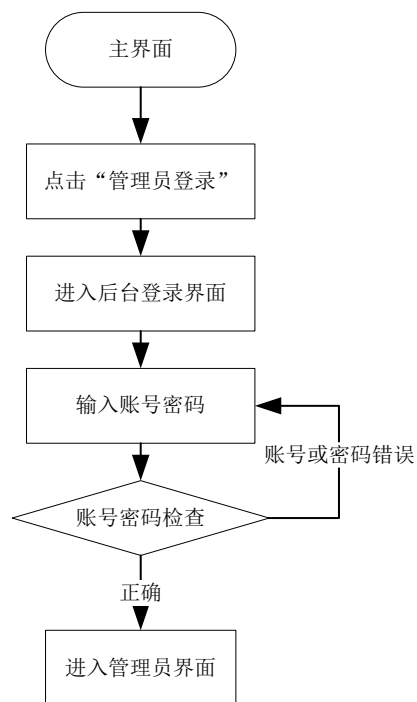 主界面
点击“管理员登录”
进入后台登录界面
输入账号密码
账号或密码错误
账号密码检查
正确
进入管理员界面